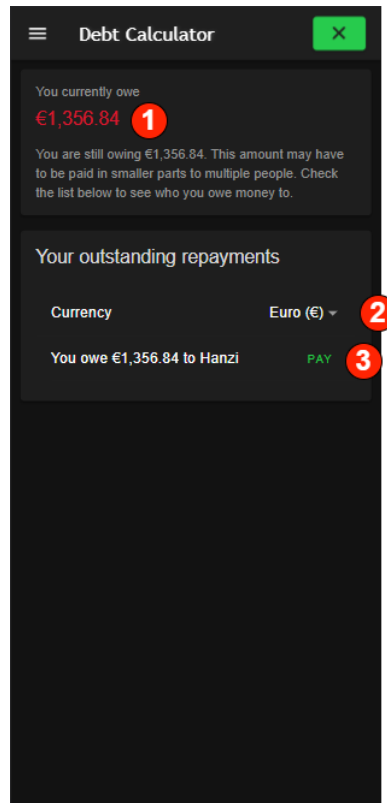 Debt Calculator
You currently owe
€1,356.84
1
You are still owing €1,356.84. This amount may have
to be paid in smaller parts to multiple people. Check
the list below to see who you owe money to.
Your outstanding repayments
Currency Euro (€) 2
You owe €1,356.84 to Hanzi PAY 3